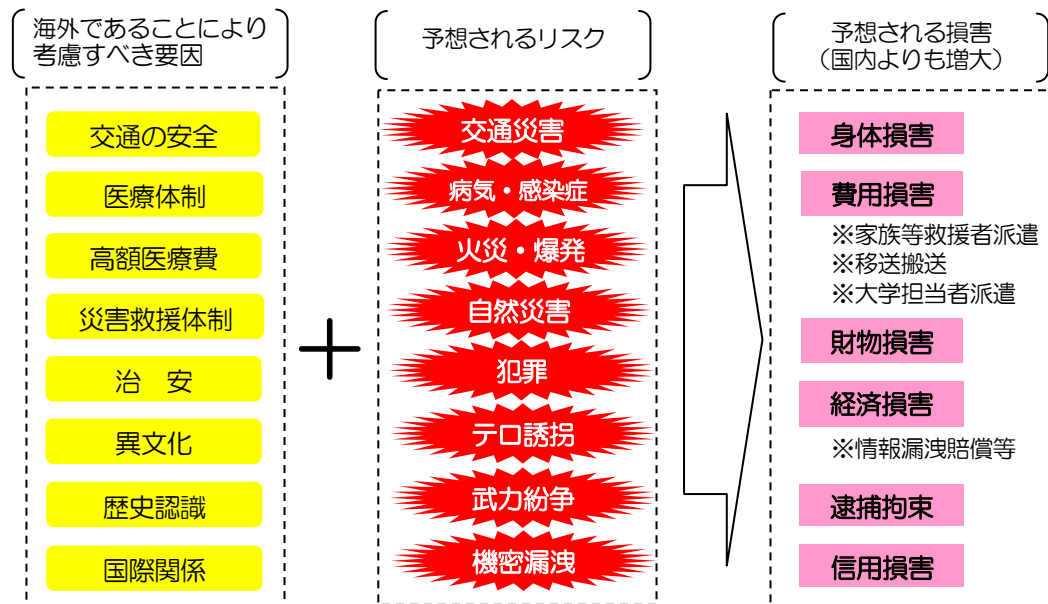 海外であることにより
考慮すべき要因
交通の安全
医療体制
高額医療費
災害救援体制
治　安
異文化
歴史認識
国際関係
予想されるリスク
交通災害
病気・感染症
火災・爆発
自然災害
犯罪
テロ誘拐
武力紛争
機密漏洩
予想される損害
（国内よりも増大）
身体損害
費用損害
※家族等救援者派遣
※移送搬送
※大学担当者派遣
財物損害
経済損害
※情報漏洩賠償等
逮捕拘束
信用損害